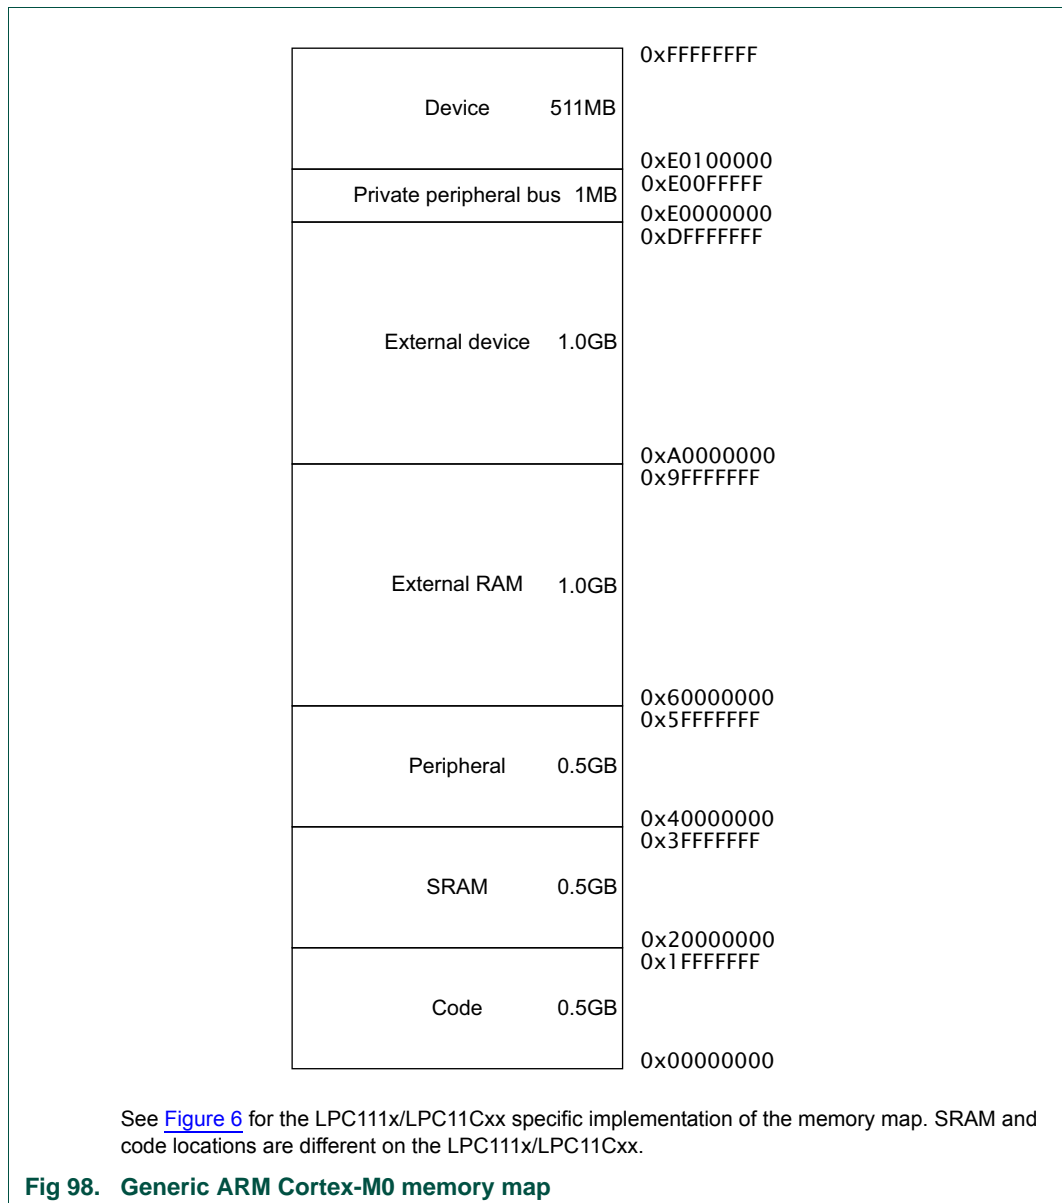 0xFFFFFFFF
Device 511MB
0xE0100000
0xE00FFFFF
Private peripheral bus 1MB
0xE0000000
0xDFFFFFFF
External device 1.0GB
0xA0000000
0x9FFFFFFF
External RAM 1.0GB
0x60000000
0x5FFFFFFF
Peripheral 0.5GB
0x40000000
0x3FFFFFFF
SRAM 0.5GB
0x20000000
0x1FFFFFFF
Code 0.5GB
0x00000000
See Figure 6 for the LPC111x/LPC11Cxx specific implementation of the memory map. SRAM and
code locations are different on the LPC111x/LPC11Cxx.
Fig 98. Generic ARM Cortex-M0 memory map